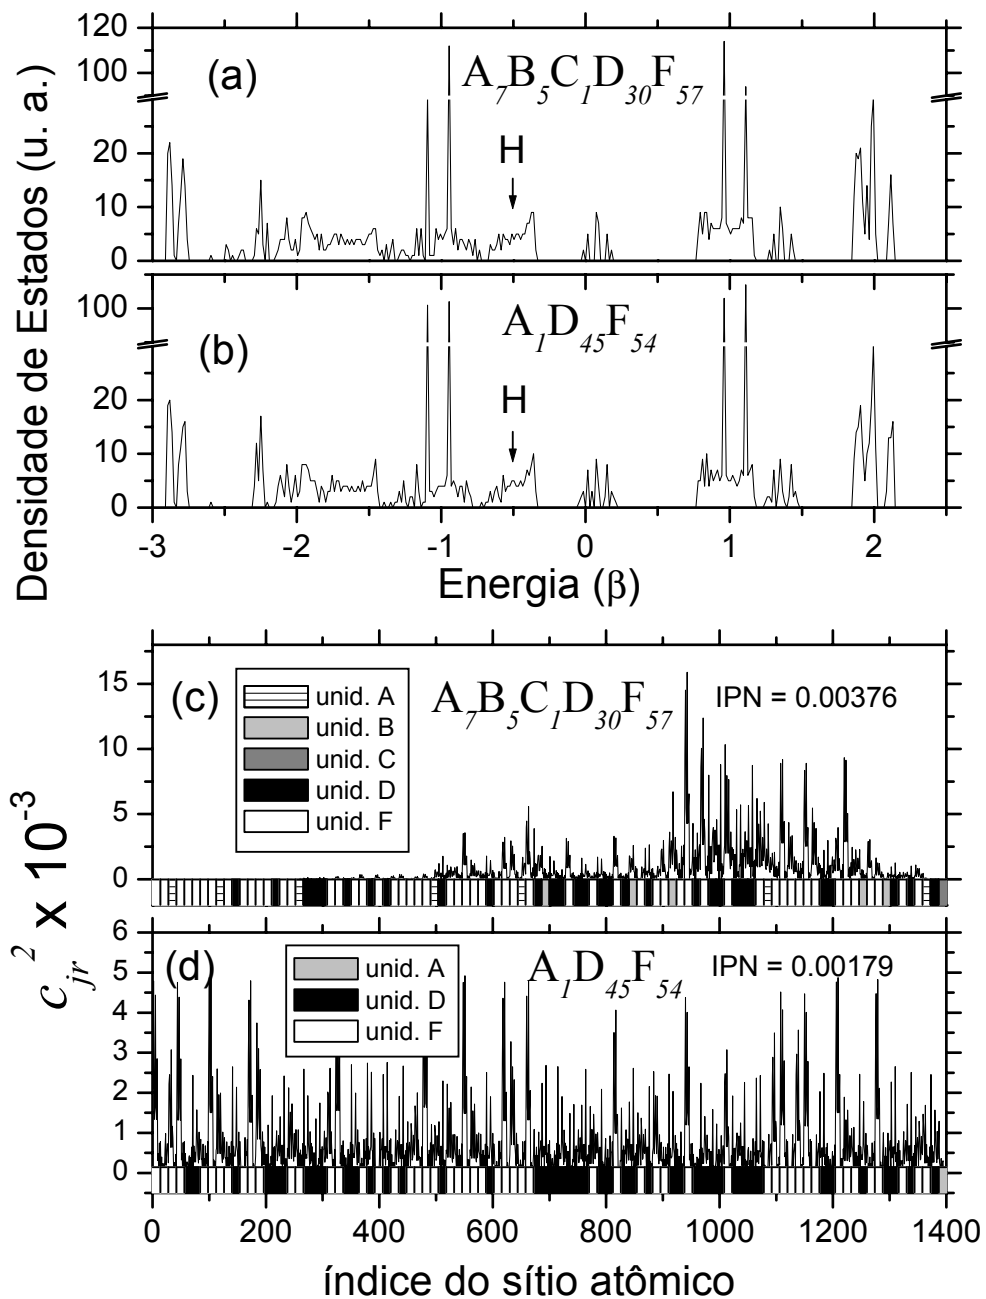 Densidade de Estados (u. a.)
120
100
20
10
0
(a)
A7B5C1D30F57
H
100
20
10
0
(b)
A1D45F54
H
-3 -2 -1 0 1 2
Energia (β)
cjr2 x 10-3
15
10
5
0
(c)
unid. A
unid. B
unid. C
unid. D
unid. F
A7B5C1D30F57
IPN = 0.00376
6
5
4
3
2
1
0
(d)
unid. A
unid. D
unid. F
A1D45F54
IPN = 0.00179
0 200 400 600 800 1000 1200 1400
índice do sítio atômico